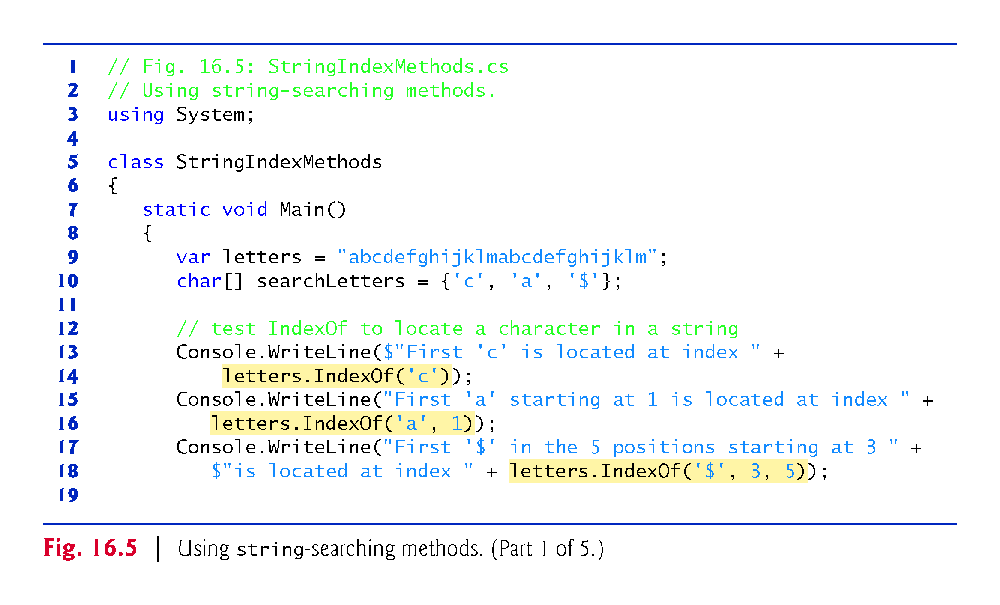 1 // Fig. 16.5: StringIndexMethods.cs
2 // Using string-searching methods.
3 using System;
4
5 class StringIndexMethods
6 {
7    static void Main()
8    {
9       var letters = "abcdefghijklmabcdefghijklm";
10       char[] searchLetters = {'c', 'a', '$'};
11
12       // test IndexOf to locate a character in a string
13       Console.WriteLine($"First 'c' is located at index " +
14           letters.IndexOf('c'));
15       Console.WriteLine("First 'a' starting at 1 is located at index " +
16          letters.IndexOf('a', 1));
17       Console.WriteLine("First '$' in the 5 positions starting at 3 " +
18          $"is located at index " + letters.IndexOf('$', 3, 5));
19
Fig. 16.5 | Using string-searching methods. (Part 1 of 5.)